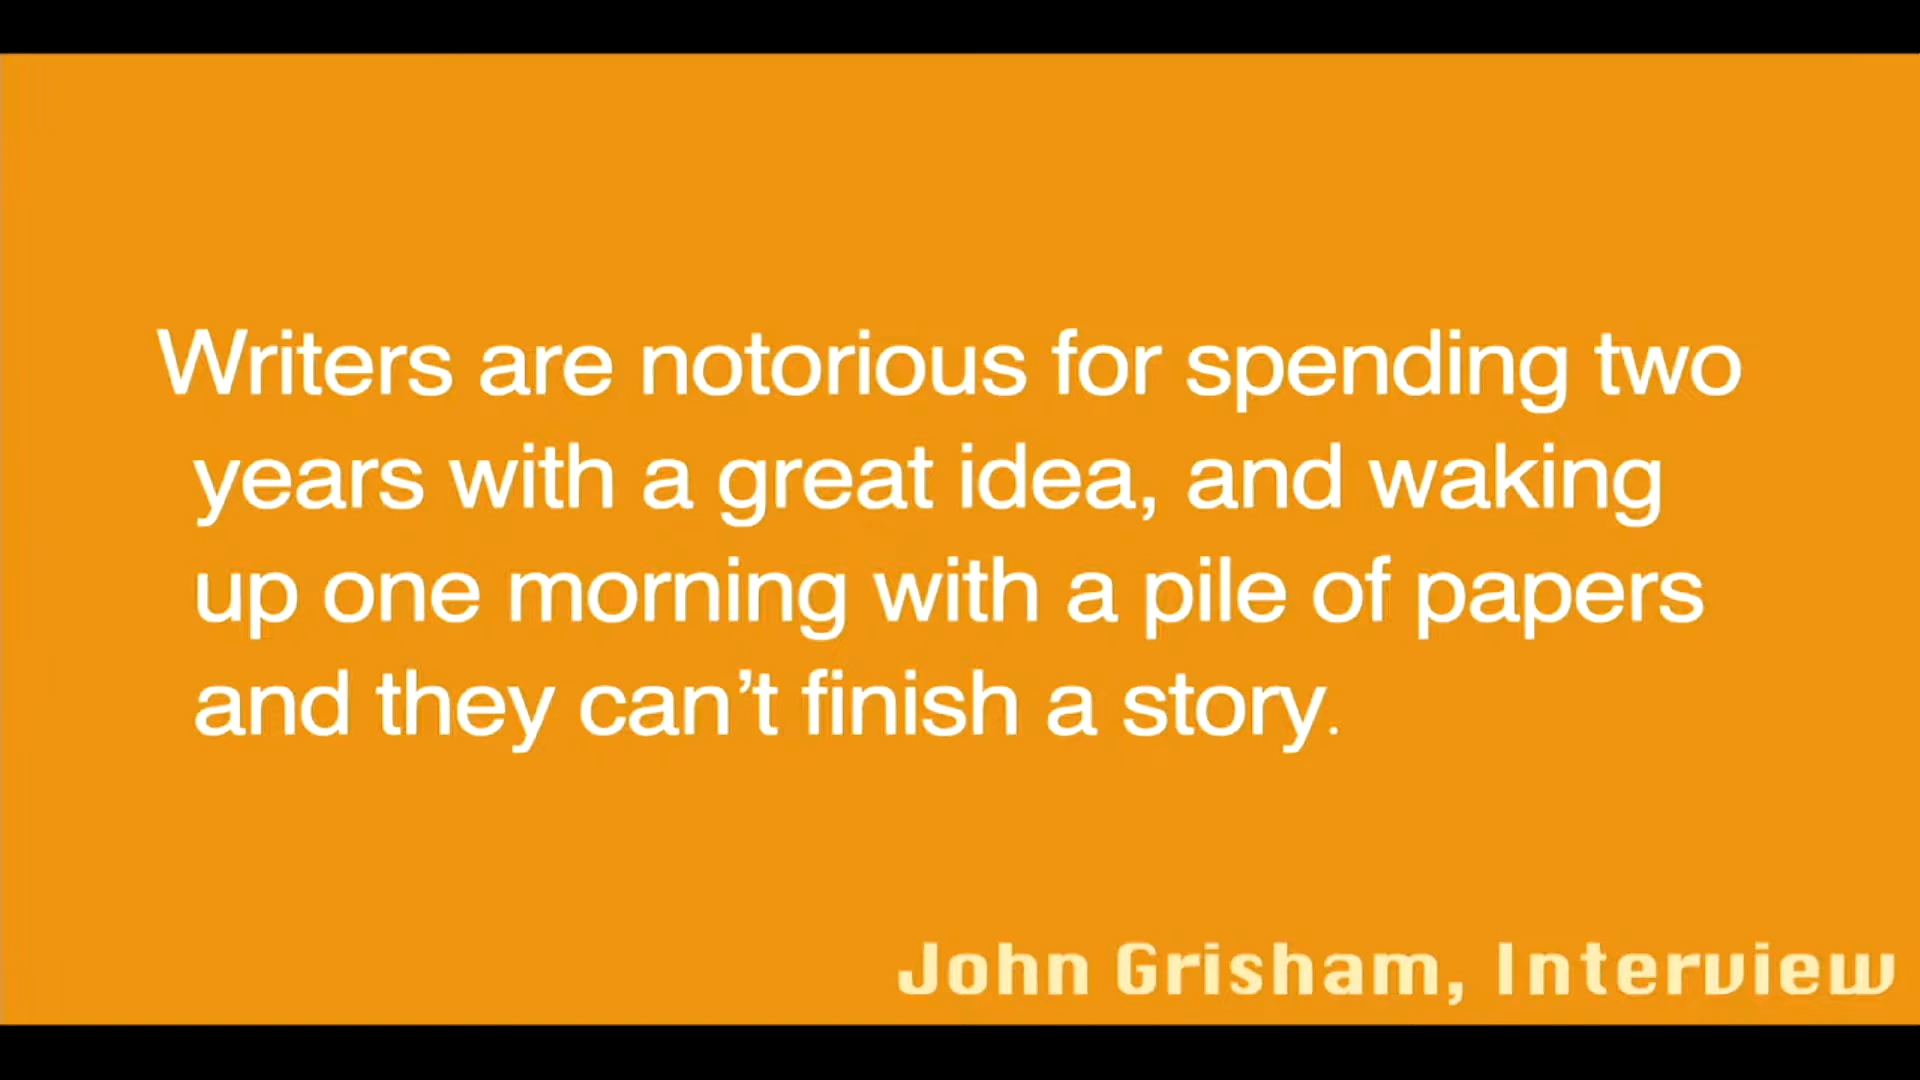 Writers are notorious for spending two
years with a great idea, and waking
up one morning with a pile of papers
and they can’t finish a story.
John Grisham, Interview